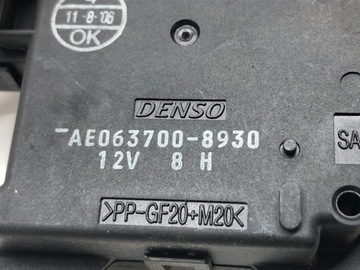 11-8-'06
OK
DENSO
AE063700-8930
12V 8 H
SA
>PP-GF20+M20<